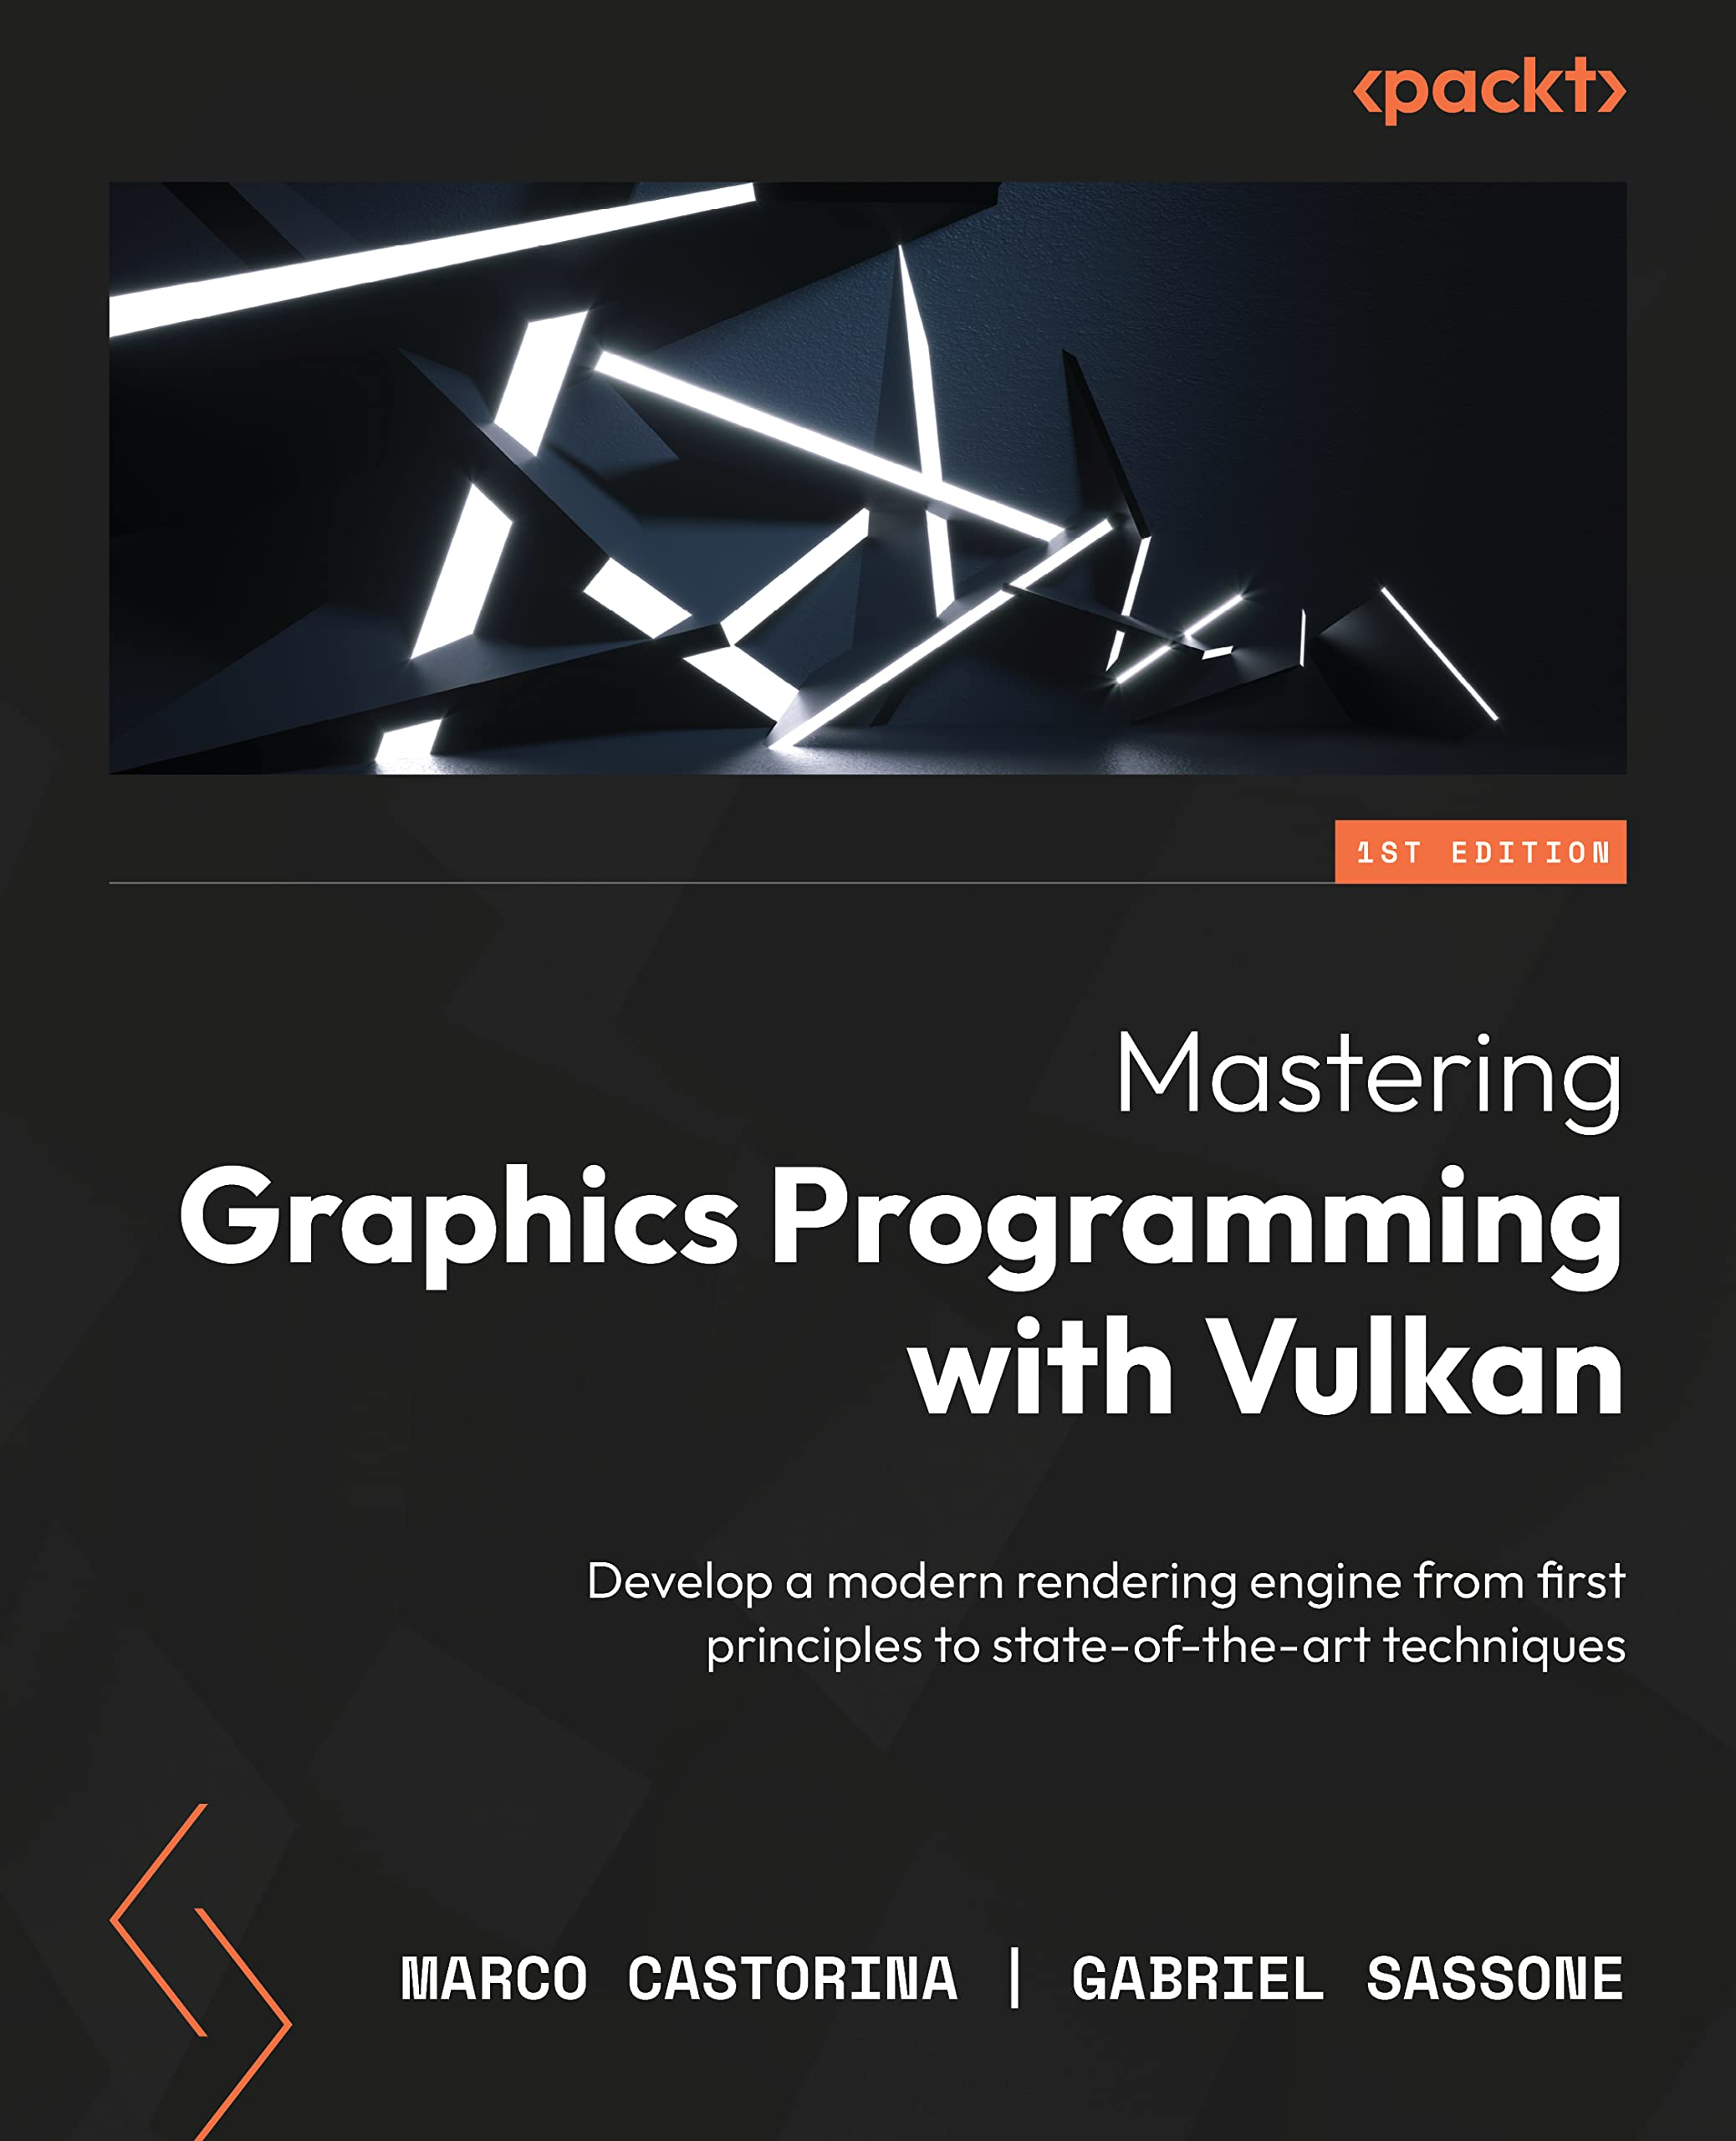 <packt>
1ST EDITION
Mastering
Graphics Programming
with Vulkan
Develop a modern rendering engine from first
principles to state-of-the-art techniques
MARCO CASTORINA | GABRIEL SASSONE